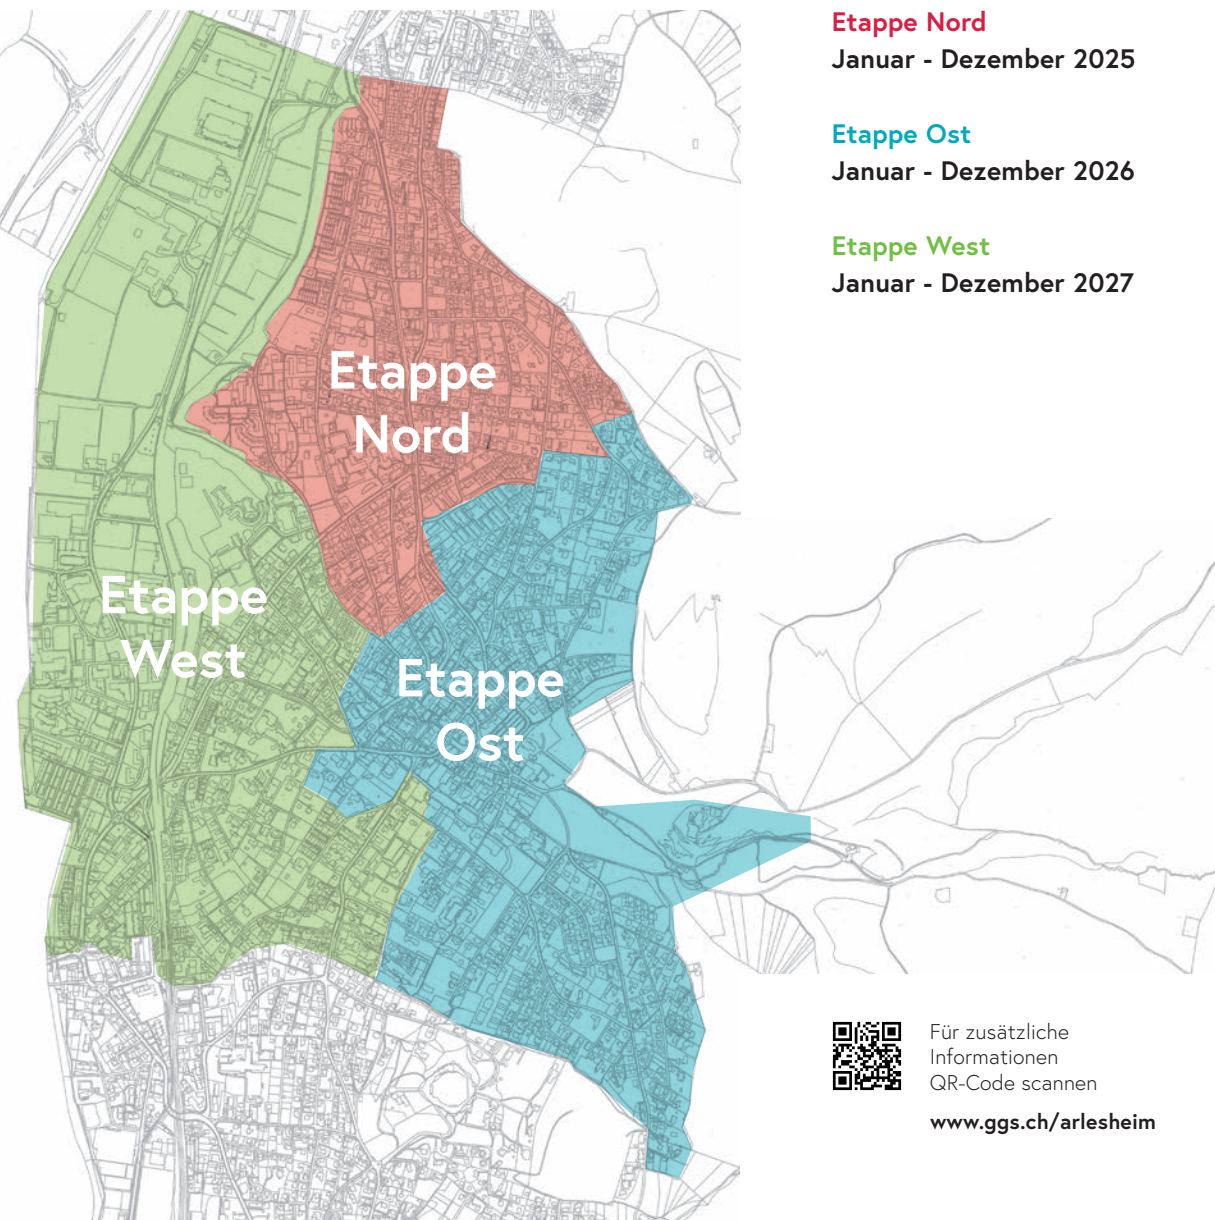 Etappe Nord
Januar - Dezember 2025
Etappe Ost
Januar - Dezember 2026
Etappe West
Januar - Dezember 2027
Etappe
Nord
Etappe
West
Etappe
Ost
Für zusätzliche
Informationen
QR-Code scannen
www.ggs.ch/arlesheim